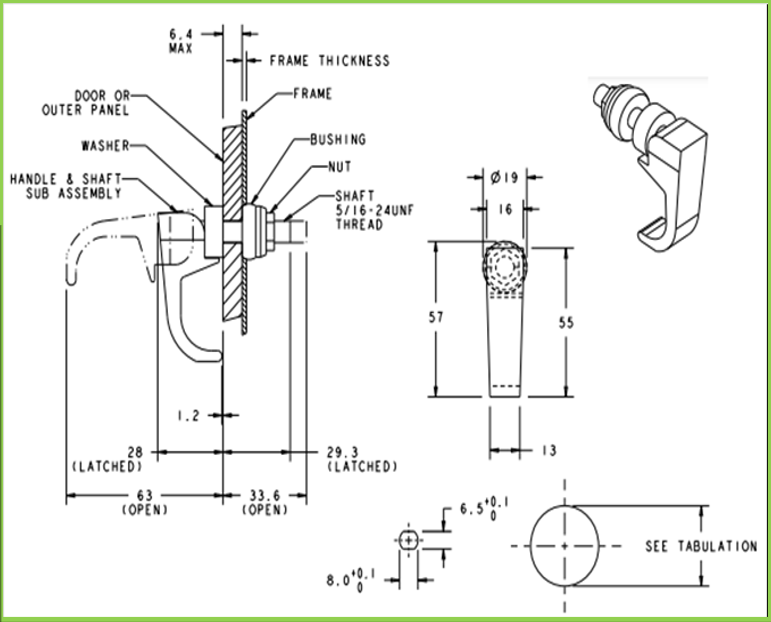 6.4
MAX
FRAME THICKNESS
DOOR OR
OUTER PANEL
FRAME
WASHER
BUSHING
NUT
HANDLE & SHAFT
SUB ASSEMBLY
SHAFT
5/16-24UNF
THREAD
Ø19
16
57
55
1.2
13
28
(LATCHED)
29.3
(LATCHED)
63
(OPEN)
33.6
(OPEN)
6.5+0.1
0
8.0+0.1
0
SEE TABULATION